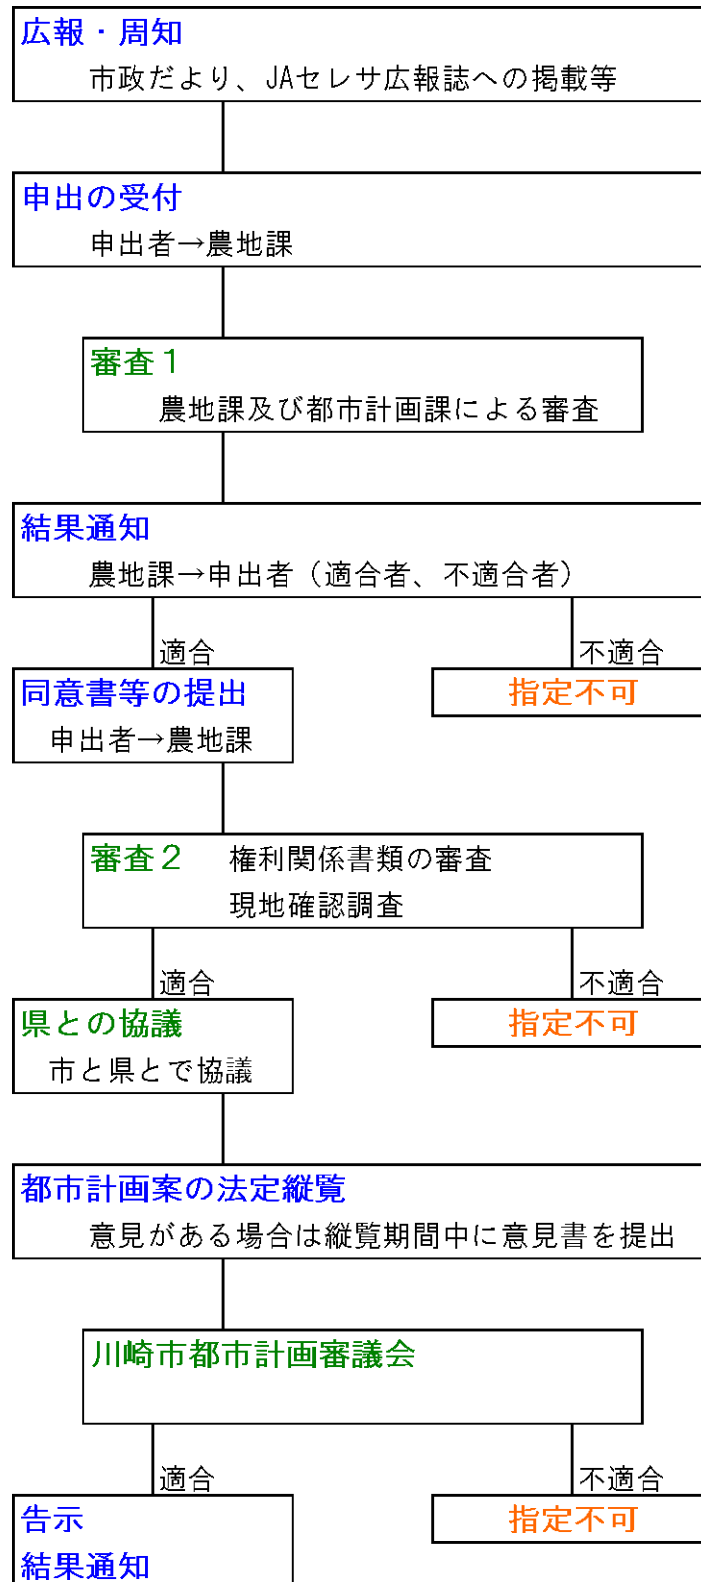 広報・周知
市政だより、JAセレサ広報誌への掲載等
申出の受付
申出者→農地課
審査１
農地課及び都市計画課による審査
結果通知
農地課→申出者（適合者、不適合者）
適合
不適合
同意書等の提出
指定不可
申出者→農地課
審査２　権利関係書類の審査
現地確認調査
適合
不適合
県との協議
指定不可
市と県とで協議
都市計画案の法定縦覧
意見がある場合は縦覧期間中に意見書を提出
川崎市都市計画審議会
適合
不適合
告示
指定不可
結果通知